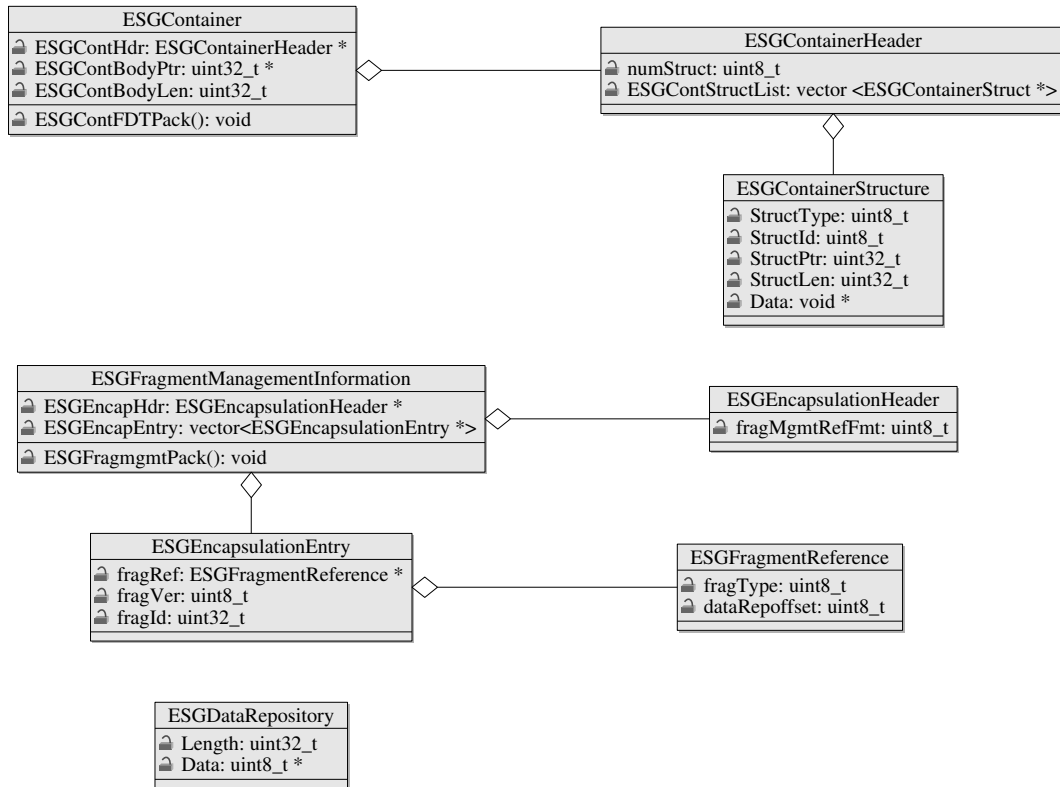 ESGContainer
ESGContHdr: ESGContainerHeader *
ESGContBodyPtr: uint32_t *
ESGContBodyLen: uint32_t
ESGContFDTPack(): void
ESGContainerHeader
numStruct: uint8_t
ESGContStructList: vector <ESGContainerStruct *>
ESGContainerStructure
StructType: uint8_t
StructId: uint8_t
StructPtr: uint32_t
StructLen: uint32_t
Data: void *
ESGFragmentManagementInformation
ESGEncapHdr: ESGEncapsulationHeader *
ESGEncapEntry: vector<ESGEncapsulationEntry *>
ESGFragmgmtPack(): void
ESGEncapsulationHeader
fragMgmtRefFmt: uint8_t
ESGEncapsulationEntry
fragRef: ESGFragmentReference *
fragVer: uint8_t
fragId: uint32_t
ESGFragmentReference
fragType: uint8_t
dataRepoffset: uint8_t
ESGDataRepository
Length: uint32_t
Data: uint8_t *